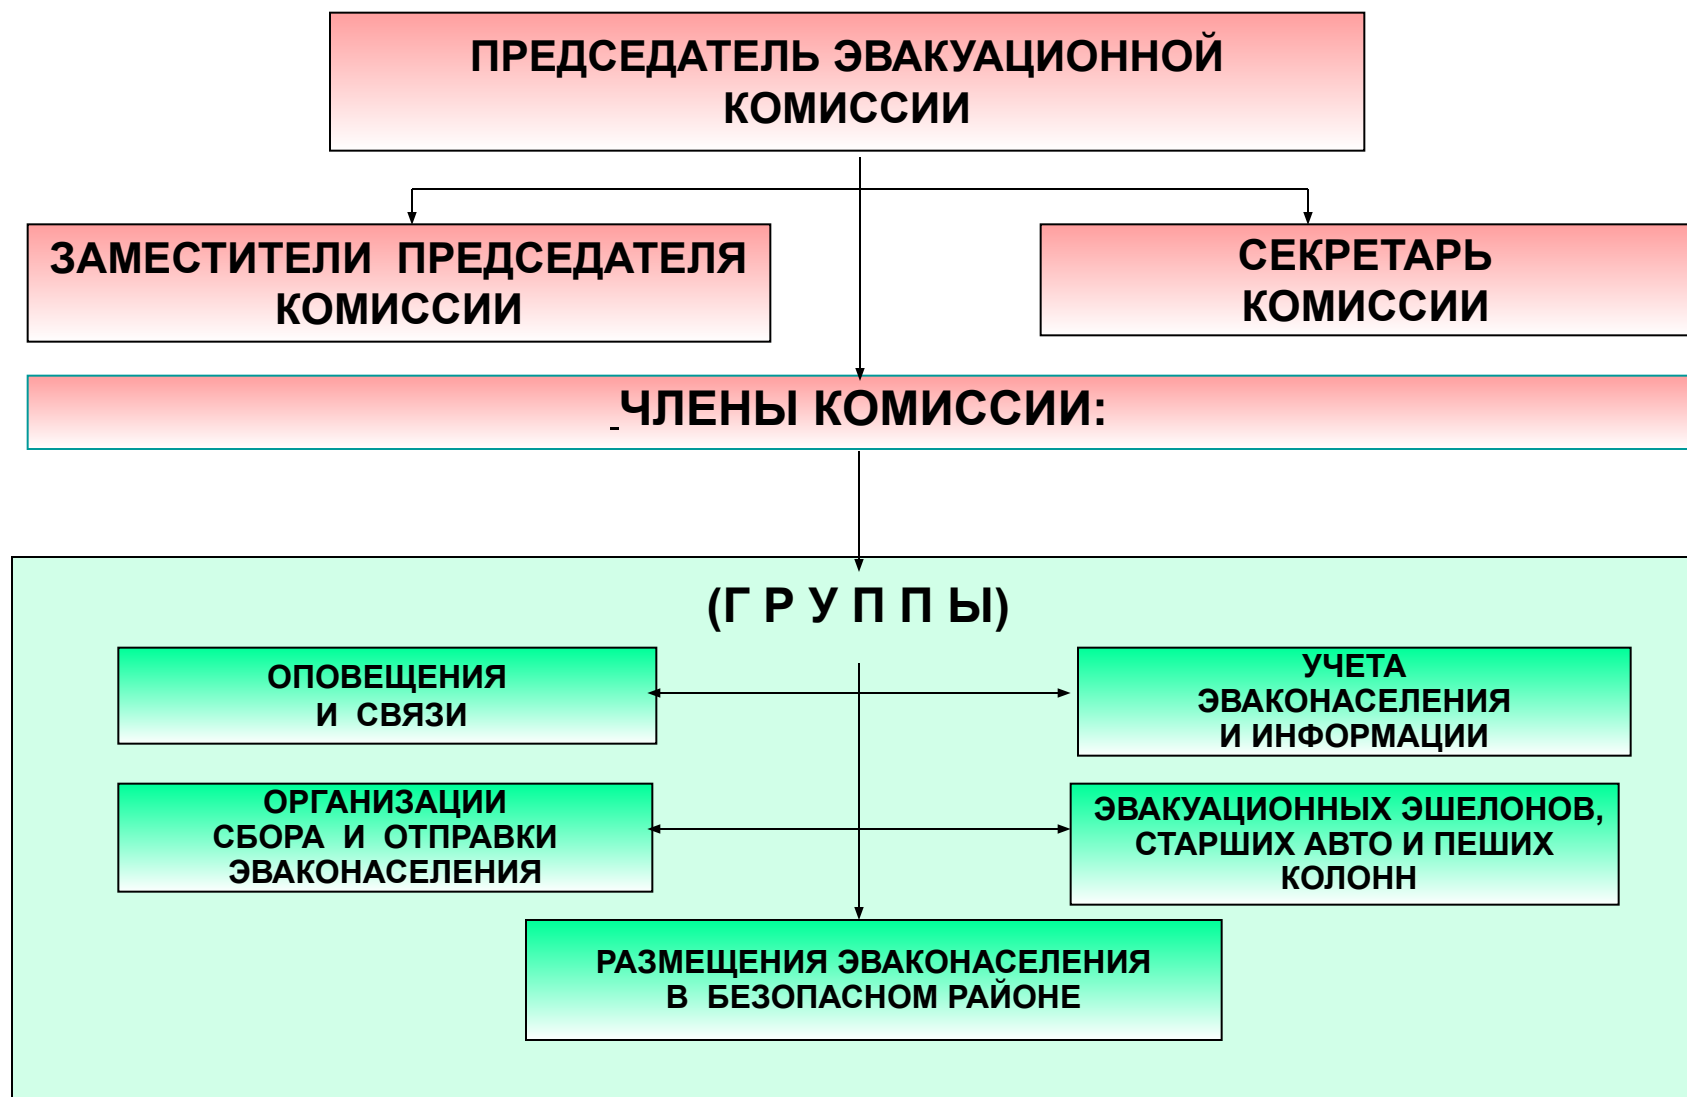 ПРЕДСЕДАТЕЛЬ ЭВАКУАЦИОННОЙ
КОМИССИИ
ЗАМЕСТИТЕЛИ ПРЕДСЕДАТЕЛЯ
КОМИССИИ
СЕКРЕТАРЬ
КОМИССИИ
ЧЛЕНЫ КОМИССИИ:
(Г Р У П П Ы)
ОПОВЕЩЕНИЯ
И СВЯЗИ
УЧЕТА
ЭВАКОНАСЕЛЕНИЯ
И ИНФОРМАЦИИ
ОРГАНИЗАЦИИ
СБОРА И ОТПРАВКИ
ЭВАКОНАСЕЛЕНИЯ
ЭВАКУАЦИОННЫХ ЭШЕЛОНОВ,
СТАРШИХ АВТО И ПЕШИХ
КОЛОНН
РАЗМЕЩЕНИЯ ЭВАКОНАСЕЛЕНИЯ
В БЕЗОПАСНОМ РАЙОНЕ